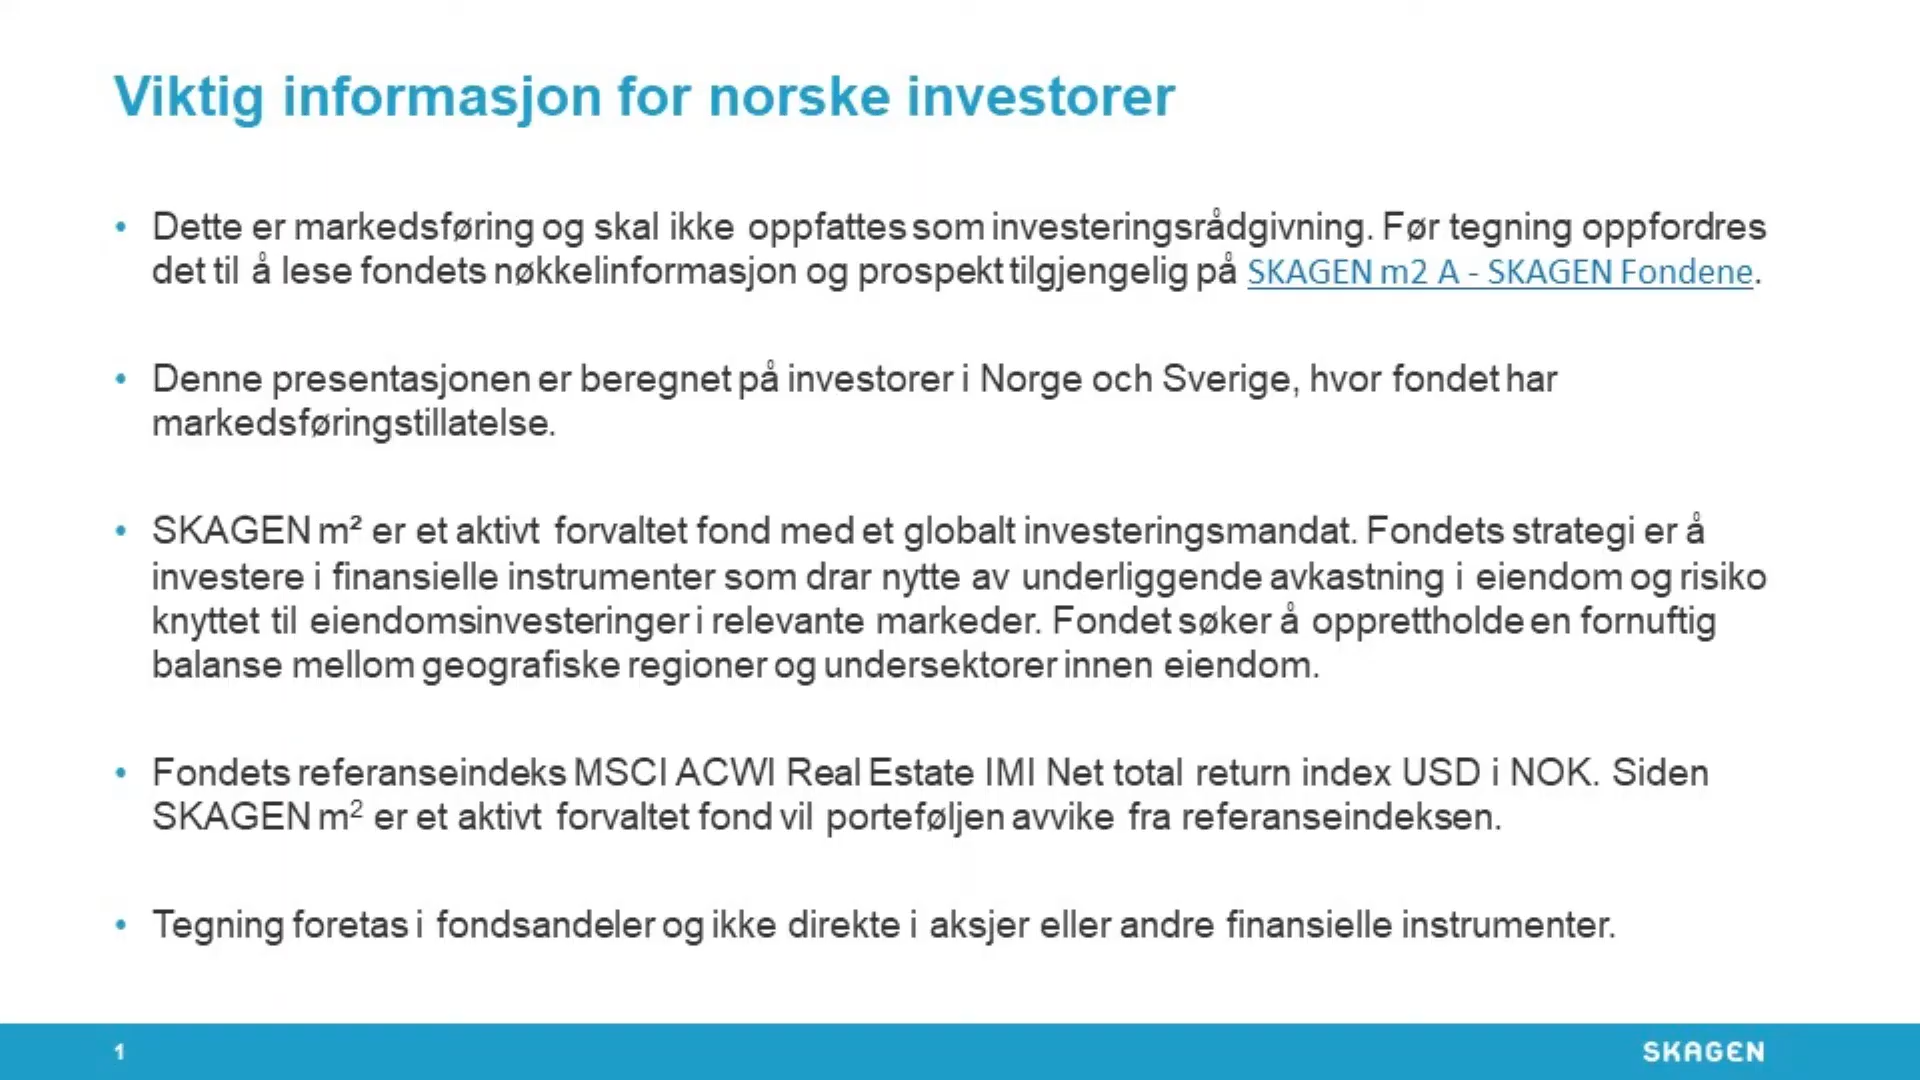 Viktig informasjon for norske investorer
• Dette er markedsføring og skal ikke oppfattes som investeringsrådgivning. Før tegning oppfordres
det til å lese fondets nøkkelinformasjon og prospekt tilgjengelig på SKAGEN m2 A - SKAGEN Fondene.
• Denne presentasjonen er beregnet på investorer i Norge och Sverige, hvor fondet har
markedsføringstillatelse.
• SKAGEN m² er et aktivt forvaltet fond med et globalt investeringsmandat. Fondets strategi er å
investere i finansielle instrumenter som drar nytte av underliggende avkastning i eiendom og risiko
knyttet til eiendomsinvesteringer i relevante markeder. Fondet søker å opprettholde en fornuftig
balanse mellom geografiske regioner og undersektorer innen eiendom.
• Fondets referanseindeks MSCI ACWI Real Estate IMI Net total return index USD i NOK. Siden
SKAGEN m² er et aktivt forvaltet fond vil porteføljen avvike fra referanseindeksen.
• Tegning foretas i fondsandeler og ikke direkte i aksjer eller andre finansielle instrumenter.
1
SKAGEN